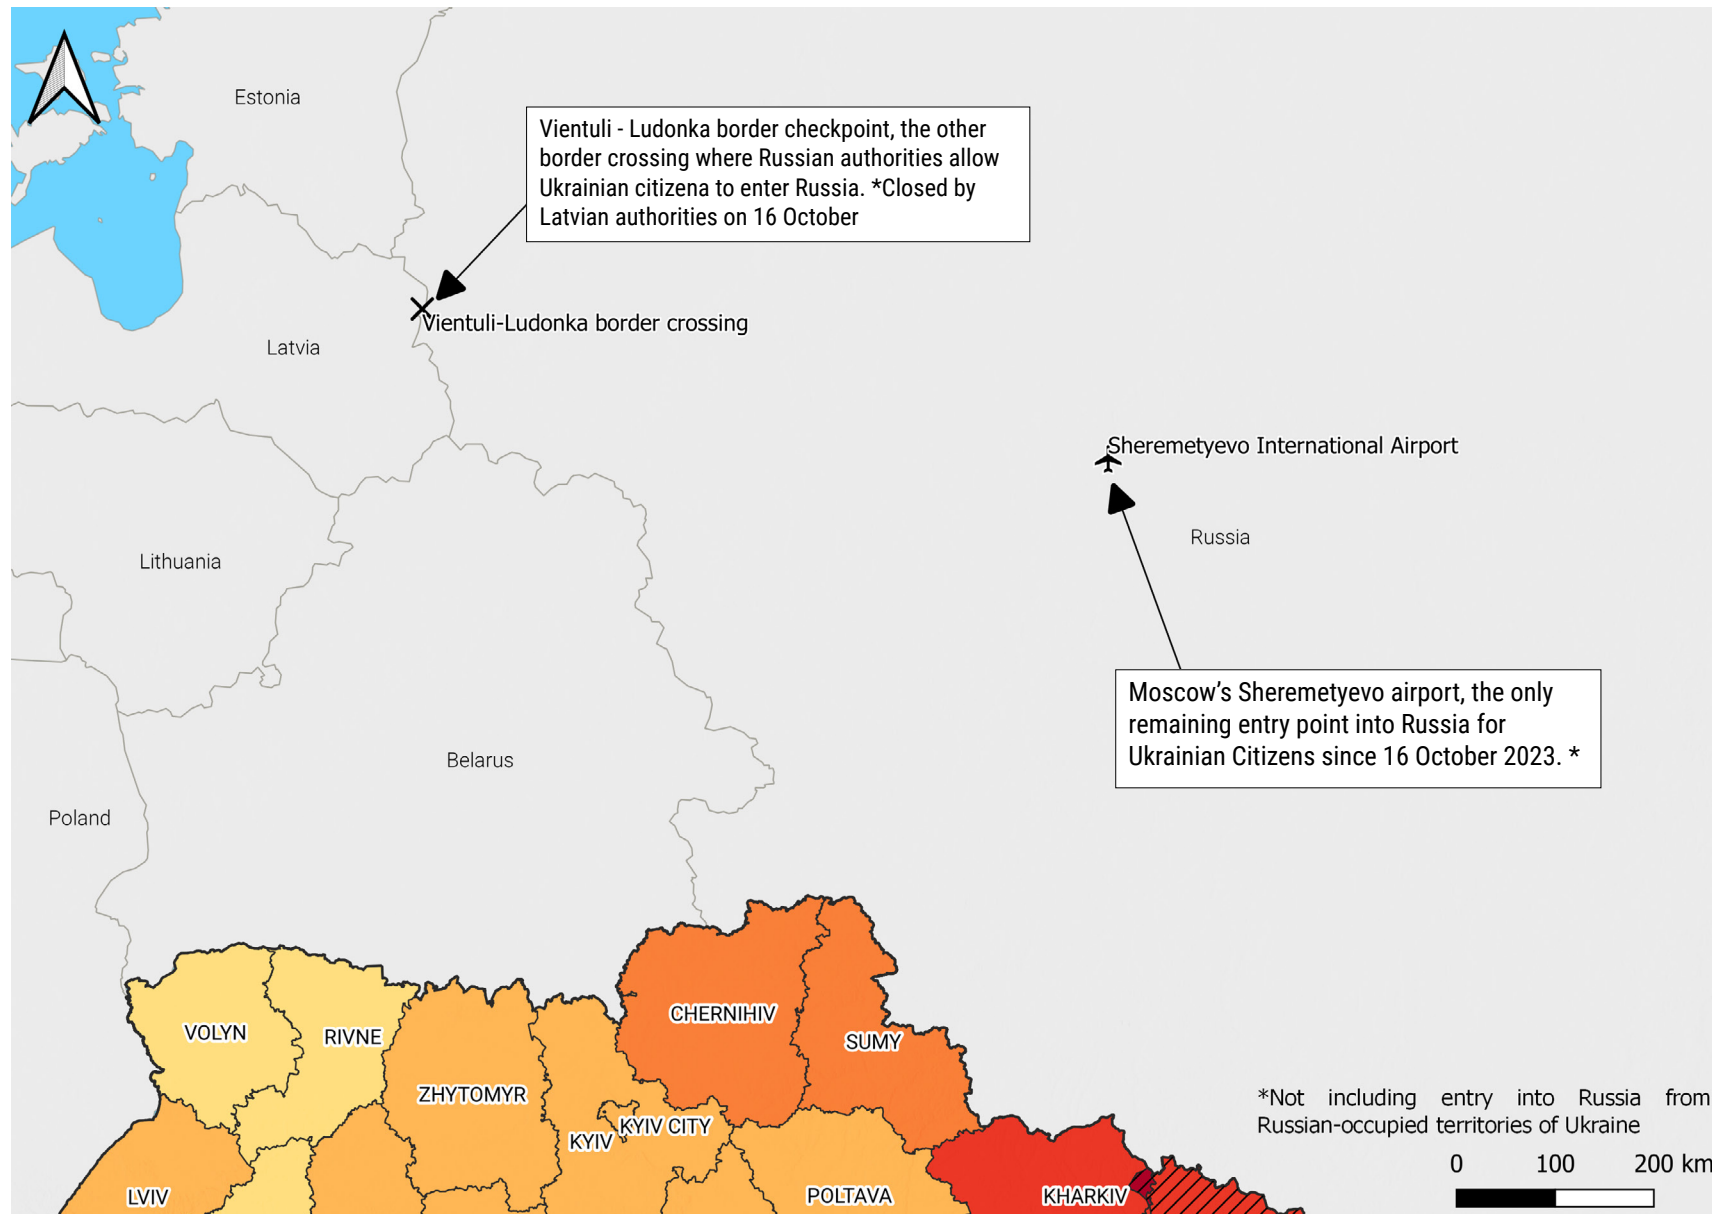 Estonia
Vientuli - Ludonka border checkpoint, the other
border crossing where Russian authorities allow
Ukrainian citizena to enter Russia. *Closed by
Latvian authorities on 16 October
Vientuli-Ludonka border crossing
Latvia
Sheremetyevo International Airport
Russia
Lithuania
Moscow's Sheremetyevo airport, the only
remaining entry point into Russia for
Ukrainian Citizens since 16 October 2023. *
Belarus
Poland
CHERNIHIV
VOLYN
RIVNE
SUMY
ZHYTOMYR
KYIV CITY
KYIV
*Not including entry into Russia from
Russian-occupied territories of Ukraine
0 100 200 km
LVIV
POLTAVA
KHARKIV